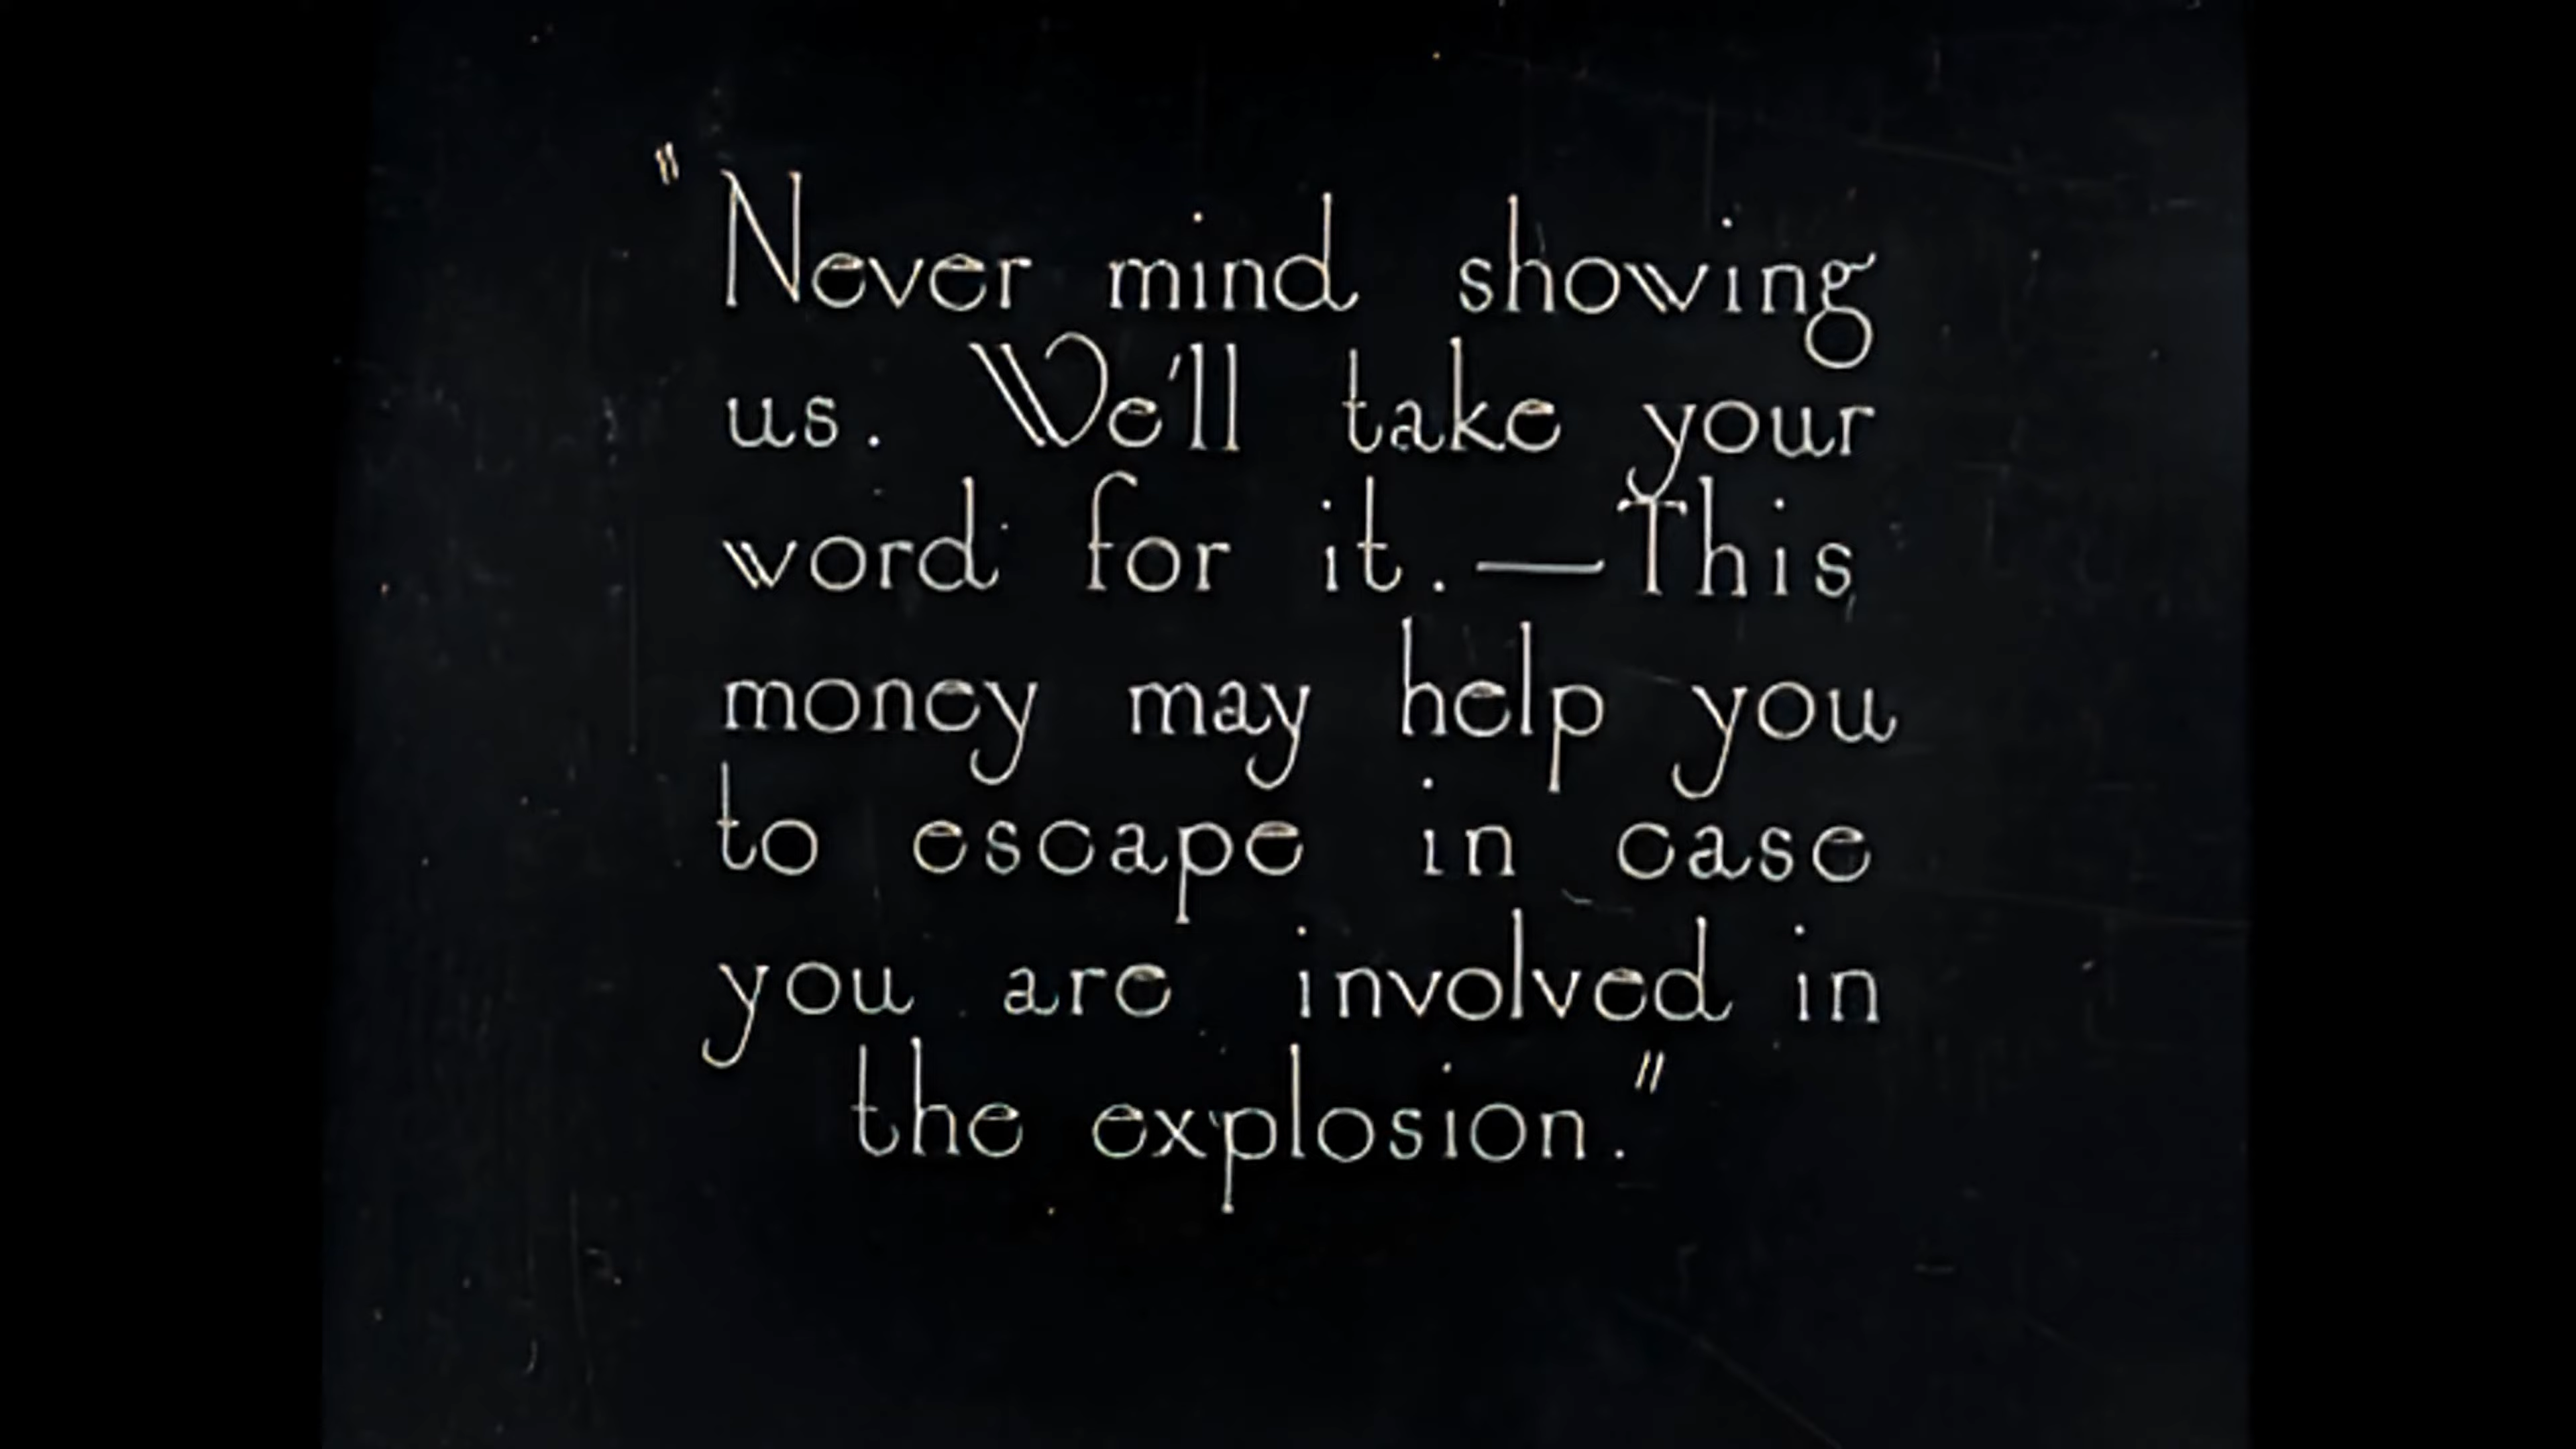 "Never mind showing
us. We'll take your
word for it.—This
money may help you
to escape in case
you are involved in
the explosion."